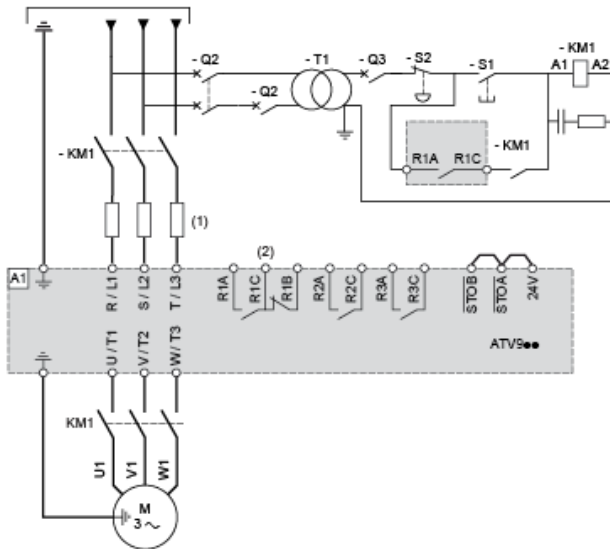 - Q2
- T1
- Q3
- S2
- S1
- KM1
A1
A2
- Q2
- KM1
R1A
R1C
- KM1
(1)
(2)
A1
R / L1
S / L2
T / L3
R1A
R1C
R1B
R2A
R2C
R3A
R3C
STOB
STOA
24V
U / T1
V / T2
W / T3
ATV9●●
KM1
U1
V1
W1
M
3 ~